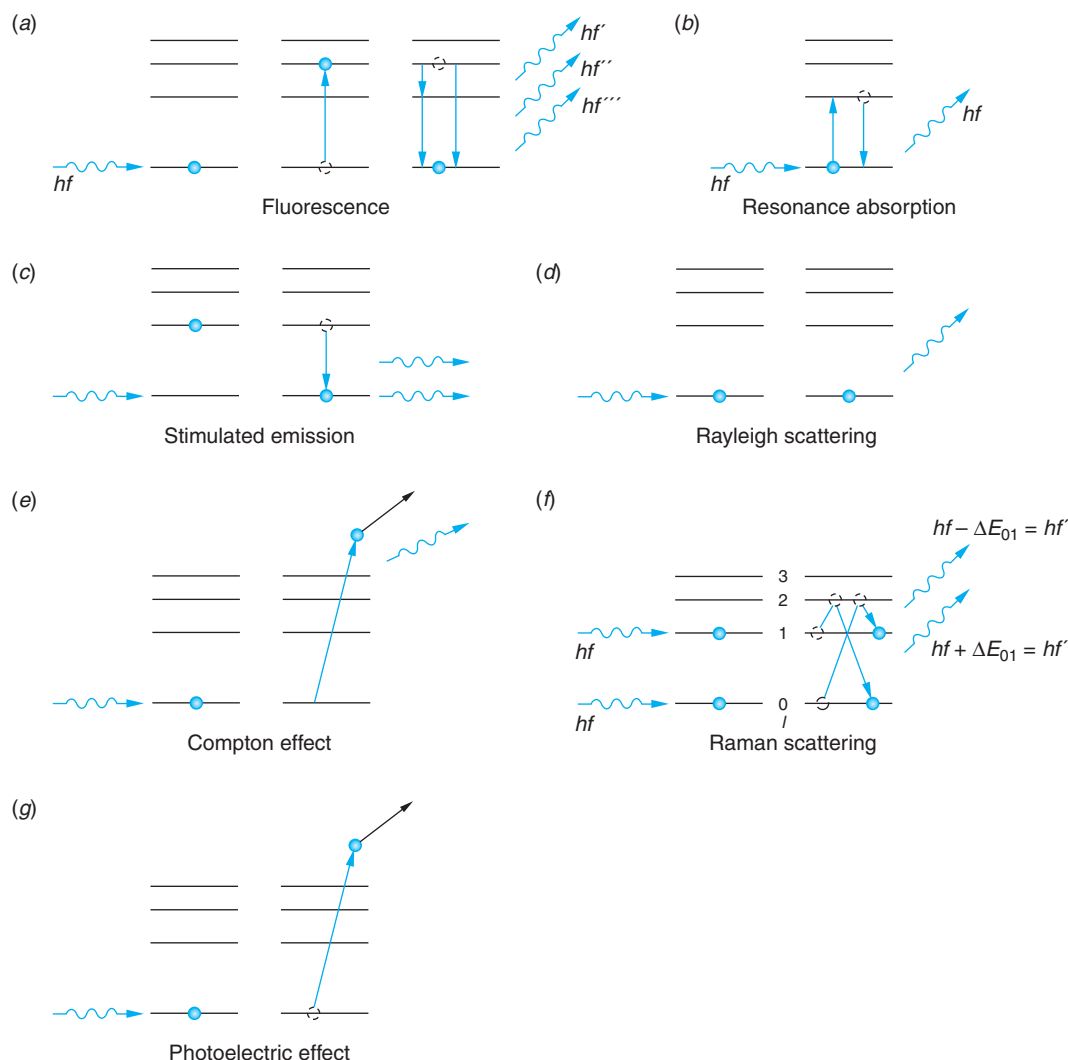 (a)
hf′
hf′′
hf′′′
hf
Fluorescence
(b)
hf
hf
Resonance absorption
(c)
Stimulated emission
(d)
Rayleigh scattering
(e)
Compton effect
(f)
hf − ΔE₀₁ = hf′
3
2
1
hf
hf + ΔE₀₁ = hf′
0
hf
l
Raman scattering
(g)
Photoelectric effect